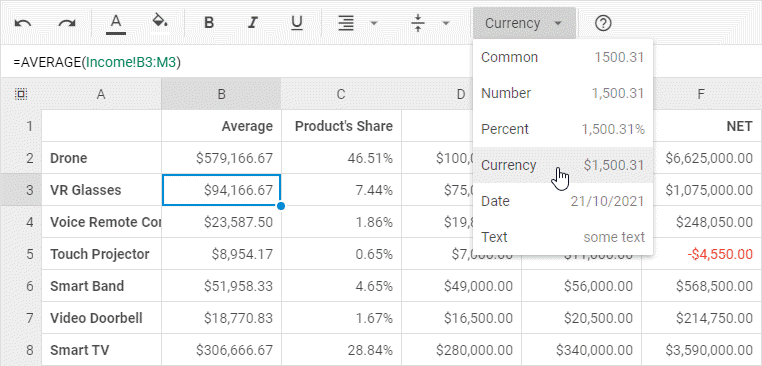 A B U Currency
=AVERAGE(Income!B3:M3)
Common 1500.31
Number 1,500.31
Percent 1,500.31%
Currency $1,500.31
Date 21/10/2021
Text some text
A B C D F
1 Average Product's Share NET
2 Drone $579,166.67 46.51% $100, $6,625,000.00
3 VR Glasses $94,166.67 7.44% $75, $1,075,000.00
4 Voice Remote Con $23,587.50 1.86% $19,8 $248,050.00
5 Touch Projector $8,954.17 0.65% $7,000.00 $11,000.00 -$4,550.00
6 Smart Band $51,958.33 4.65% $49,000.00 $56,000.00 $568,500.00
7 Video Doorbell $18,770.83 1.67% $16,500.00 $20,500.00 $214,750.00
8 Smart TV $306,666.67 28.84% $280,000.00 $340,000.00 $3,590,000.00